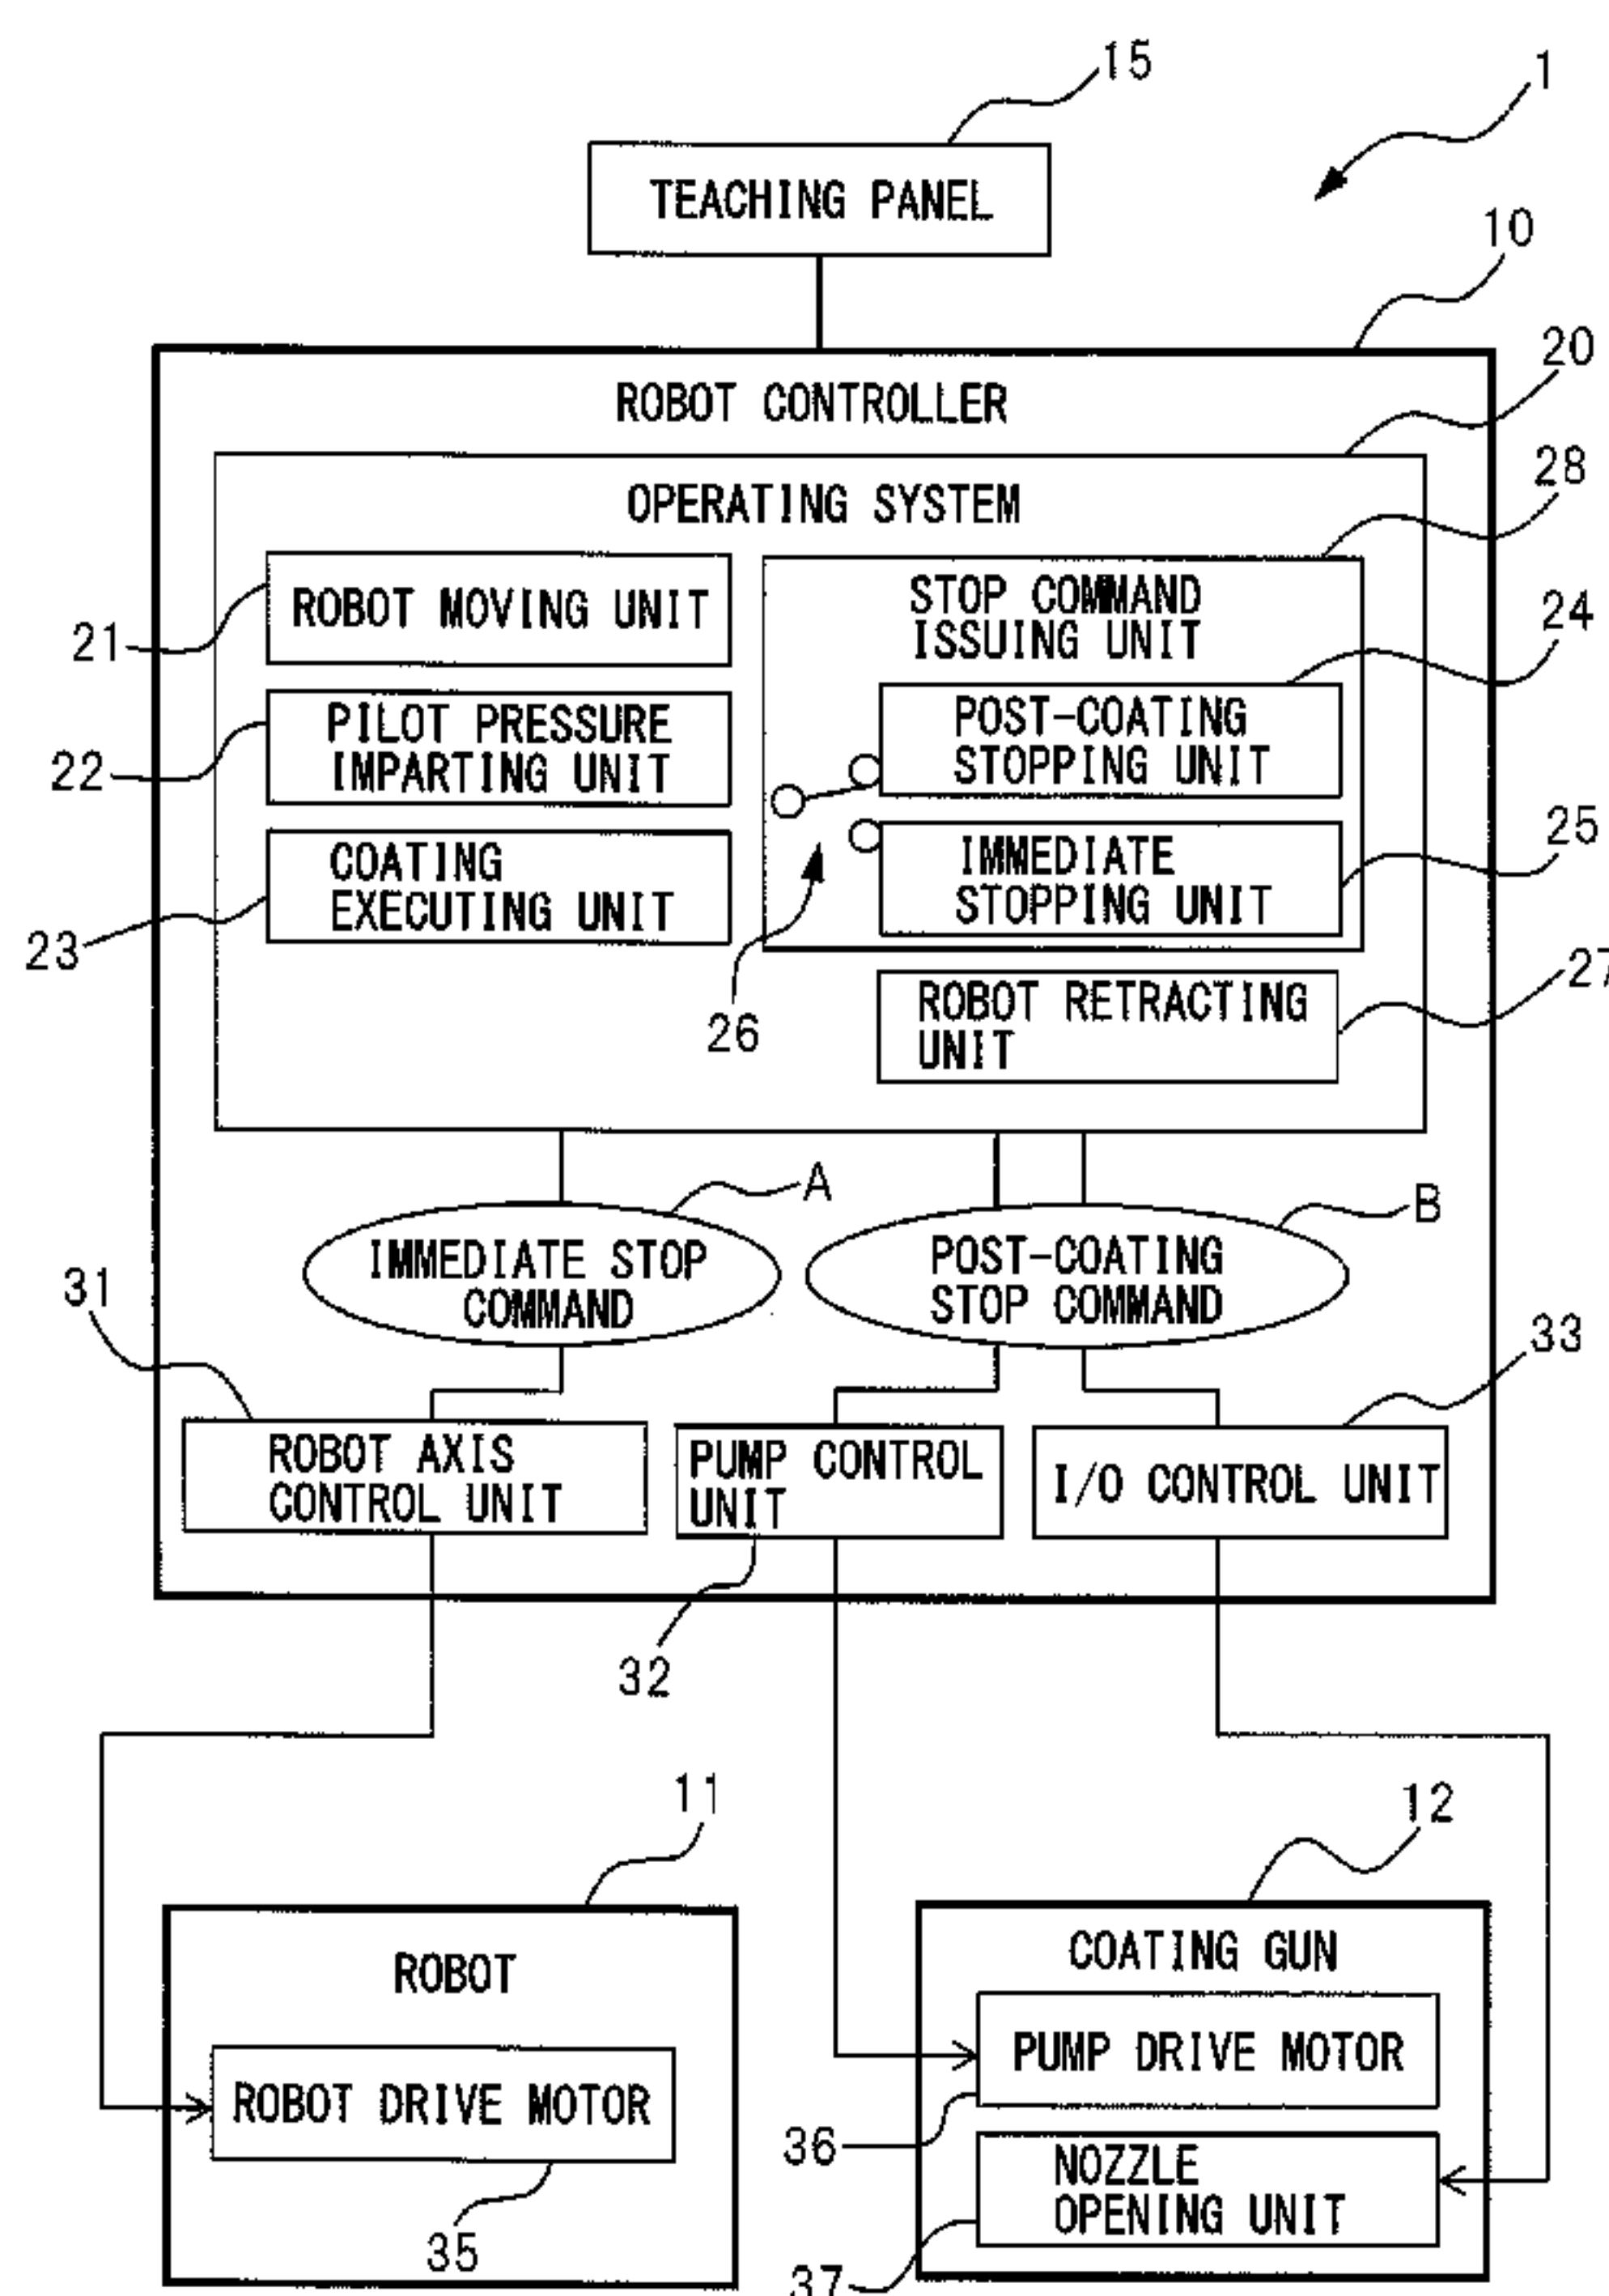 15
1
TEACHING PANEL
10
20
ROBOT CONTROLLER
28
OPERATING SYSTEM
21
ROBOT MOVING UNIT
STOP COMMAND
ISSUING UNIT
24
22
PILOT PRESSURE
IMPARTING UNIT
POST-COATING
STOPPING UNIT
25
23
COATING
EXECUTING UNIT
IMMEDIATE
STOPPING UNIT
26
27
ROBOT RETRACTING
UNIT
A
B
31
IMMEDIATE STOP
COMMAND
POST-COATING
STOP COMMAND
33
ROBOT AXIS
CONTROL UNIT
PUMP CONTROL
UNIT
I/O CONTROL UNIT
32
11
12
ROBOT
COATING GUN
ROBOT DRIVE MOTOR
PUMP DRIVE MOTOR
36
35
NOZZLE
OPENING UNIT
37